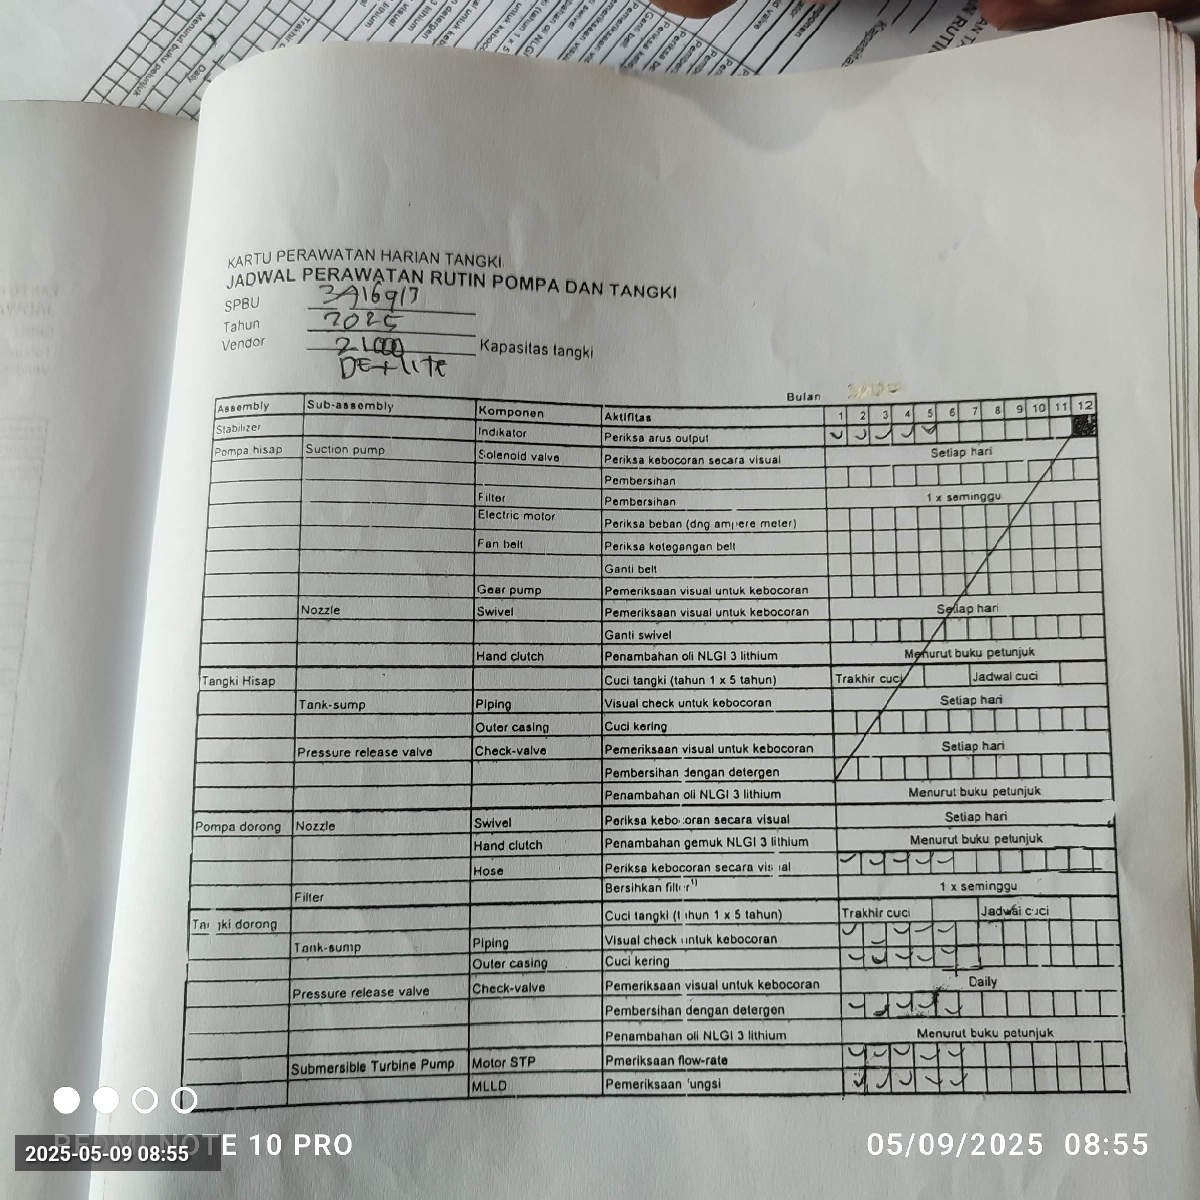 KARTU PERAWATAN HARIAN TANGKI
JADWAL PERAWATAN RUTIN POMPA DAN TANGKI
SPBU 3416913
Tahun 2025
Vendor 21000 Kapasitas tangki
DEXLITE
Bulan
Assembly Sub-assembly Komponen Aktifitas 1 2 3 4 5 6 7 8 9 10 11 12
Stabilizer Indikator Periksa arus output
Pompa hisap Suction pump Solenoid valve Periksa kebocoran secara visual Setiap hari
Pembersihan
Filter Pembersihan 1 x seminggu
Electric motor Periksa beban (dng ampere meter)
Fan belt Periksa ketegangan belt
Ganti belt
Gear pump Pemeriksaan visual untuk kebocoran
Nozzle Swivel Pemeriksaan visual untuk kebocoran Setiap hari
Ganti swivel
Hand clutch Penambahan oli NLGI 3 lithium Menurut buku petunjuk
Tangki Hisap Cuci tangki (tahun 1 x 5 tahun) Trakhir cuci Jadwal cuci
Tank-sump Piping Visual check untuk kebocoran Setiap hari
Outer casing Cuci kering
Pressure release valve Check-valve Pemeriksaan visual untuk kebocoran Setiap hari
Pembersihan dengan detergen
Penambahan oli NLGI 3 lithium Menurut buku petunjuk
Pompa dorong Nozzle Swivel Periksa kebocoran secara visual Setiap hari
Hand clutch Penambahan gemuk NLGI 3 lithium Menurut buku petunjuk
Hose Periksa kebocoran secara visual
Filter Bersihkan filter 1) 1 x seminggu
Tangki dorong Cuci tangki (tahun 1 x 5 tahun) Trakhir cuci Jadwal cuci
Tank-sump Piping Visual check untuk kebocoran
Outer casing Cuci kering
Pressure release valve Check-valve Pemeriksaan visual untuk kebocoran Daily
Pembersihan dengan detergen
Penambahan oli NLGI 3 lithium Menurut buku petunjuk
Submersible Turbine Pump Motor STP Pmeriksaan flow-rate
MLLD Pemeriksaan fungsi
REDMI NOTE 10 PRO
2025-05-09 08:55
05/09/2025 08:55